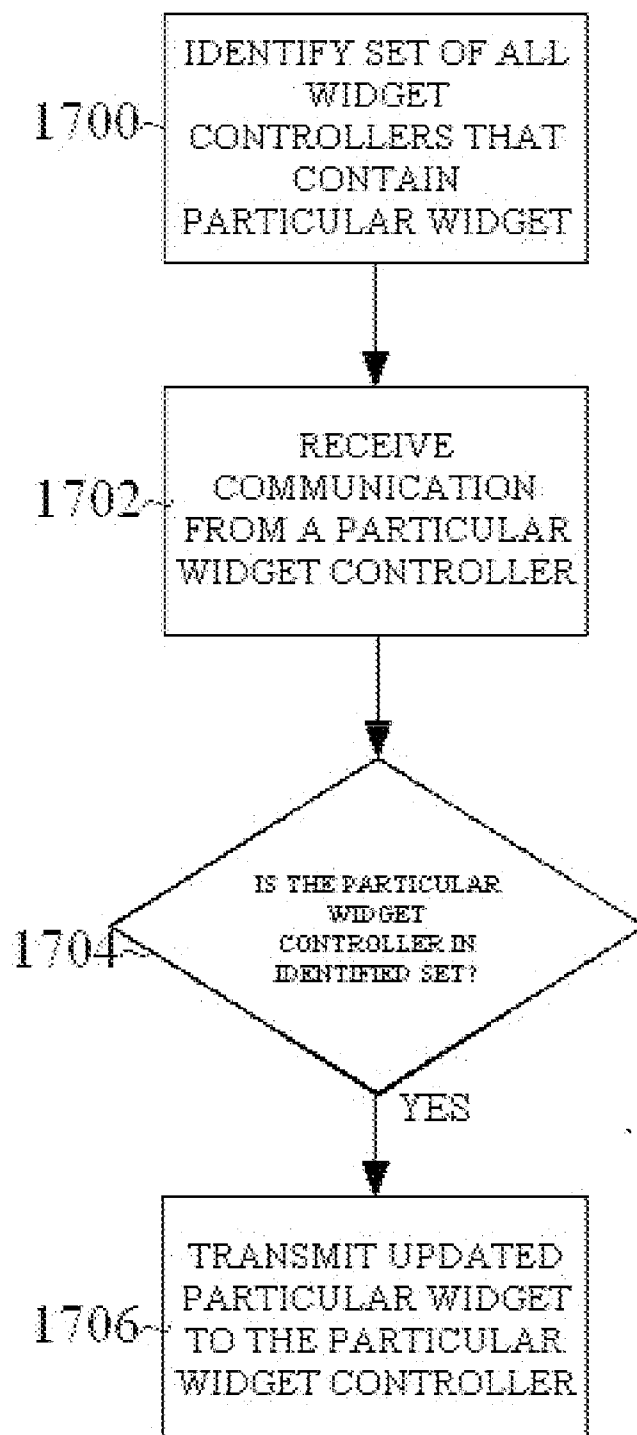 IDENTIFY SET OF ALL
WIDGET
CONTROLLERS THAT
CONTAIN
PARTICULAR WIDGET
1700
RECEIVE
COMMUNICATION
FROM A PARTICULAR
WIDGET CONTROLLER
1702
IS THE PARTICULAR
WIDGET
CONTROLLER IN
IDENTIFIED SET?
1704
YES
TRANSMIT UPDATED
PARTICULAR WIDGET
TO THE PARTICULAR
WIDGET CONTROLLER
1706